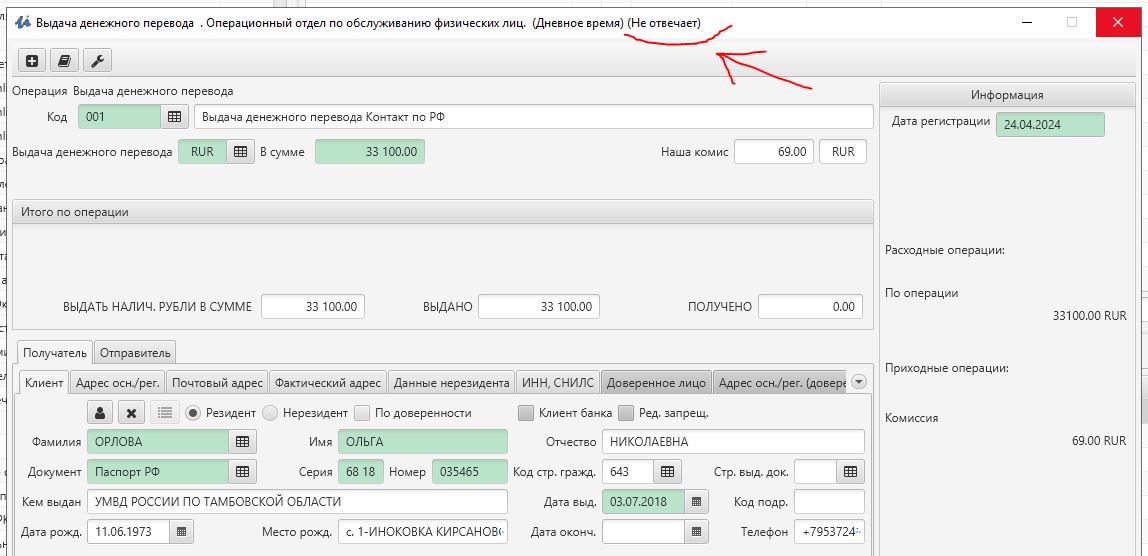 Выдача денежного перевода . Операционный отдел по обслуживанию физических лиц. (Дневное время) (Не отвечает)
Операция Выдача денежного перевода
Код 001 Выдача денежного перевода Контакт по РФ
Выдача денежного перевода RUR В сумме 33 100.00 Наша комис 69.00 RUR
Итого по операции
ВЫДАТЬ НАЛИЧ. РУБЛИ В СУММЕ 33 100.00 ВЫДАНО 33 100.00 ПОЛУЧЕНО 0.00
Получатель Отправитель
Клиент Адрес осн./рег. Почтовый адрес Фактический адрес Данные нерезидента ИНН, СНИЛС Доверенное лицо Адрес осн./рег. (довере
Резидент Нерезидент По доверенности Клиент банка Ред. запрещ.
Фамилия ОРЛОВА Имя ОЛЬГА Отчество НИКОЛАЕВНА
Документ Паспорт РФ Серия 68 18 Номер 035465 Код стр. гражд. 643 Стр. выд. док.
Кем выдан УМВД РОССИИ ПО ТАМБОВСКОЙ ОБЛАСТИ Дата выд. 03.07.2018 Код подр.
Дата рожд. 11.06.1973 Место рожд. с. 1-ИНОКОВКА КИРСАНОВ Дата оконч. Телефон +7953724
Информация
Дата регистрации 24.04.2024
Расходные операции:
По операции
33100.00 RUR
Приходные операции:
Комиссия
69.00 RUR